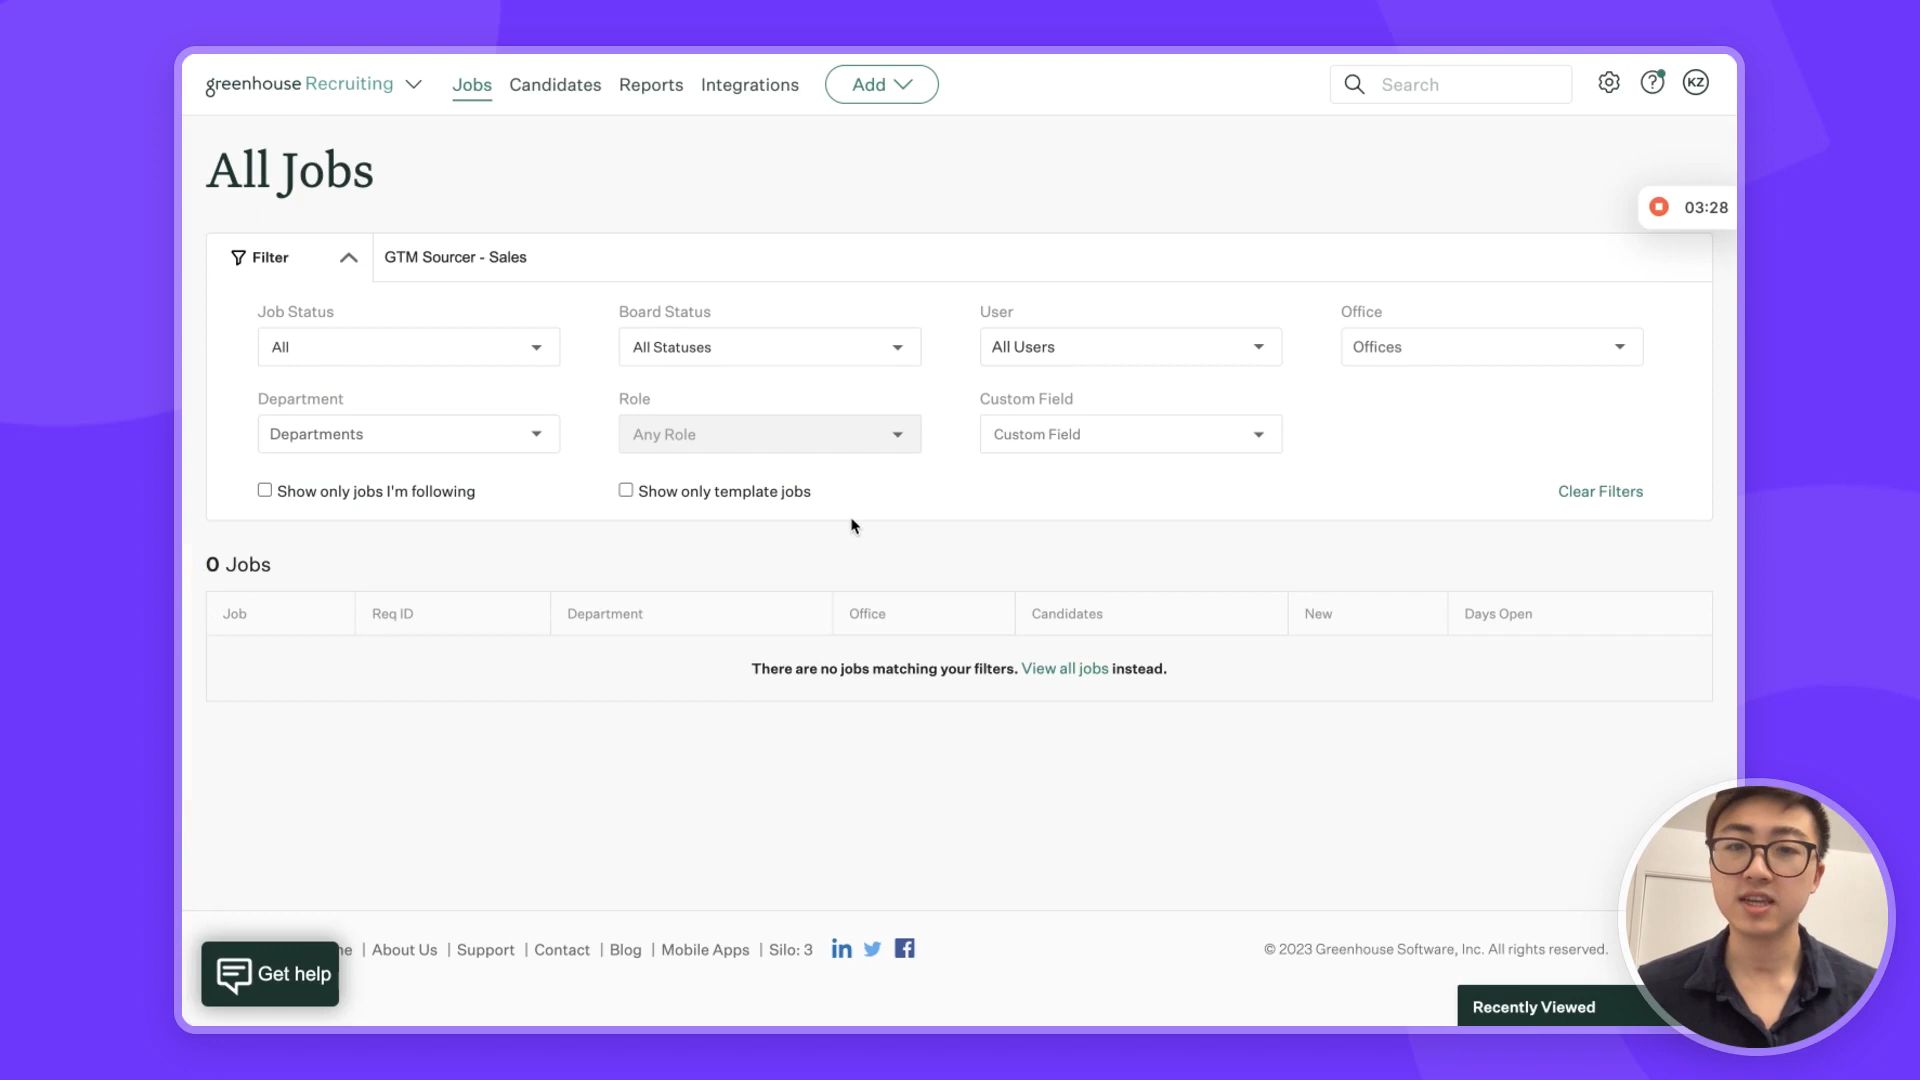 greenhouse Recruiting Jobs Candidates Reports Integrations Add Search KZ
All Jobs
03:28
Filter GTM Sourcer - Sales
Job Status Board Status User Office
All All Statuses All Users Offices
Department Role Custom Field
Departments Any Role Custom Field
Show only jobs I'm following Show only template jobs Clear Filters
0 Jobs
Job Req ID Department Office Candidates New Days Open
There are no jobs matching your filters. View all jobs instead.
Get help
ne | About Us | Support | Contact | Blog | Mobile Apps | Silo: 3 in © 2023 Greenhouse Software, Inc. All rights reserved.
Recently Viewed